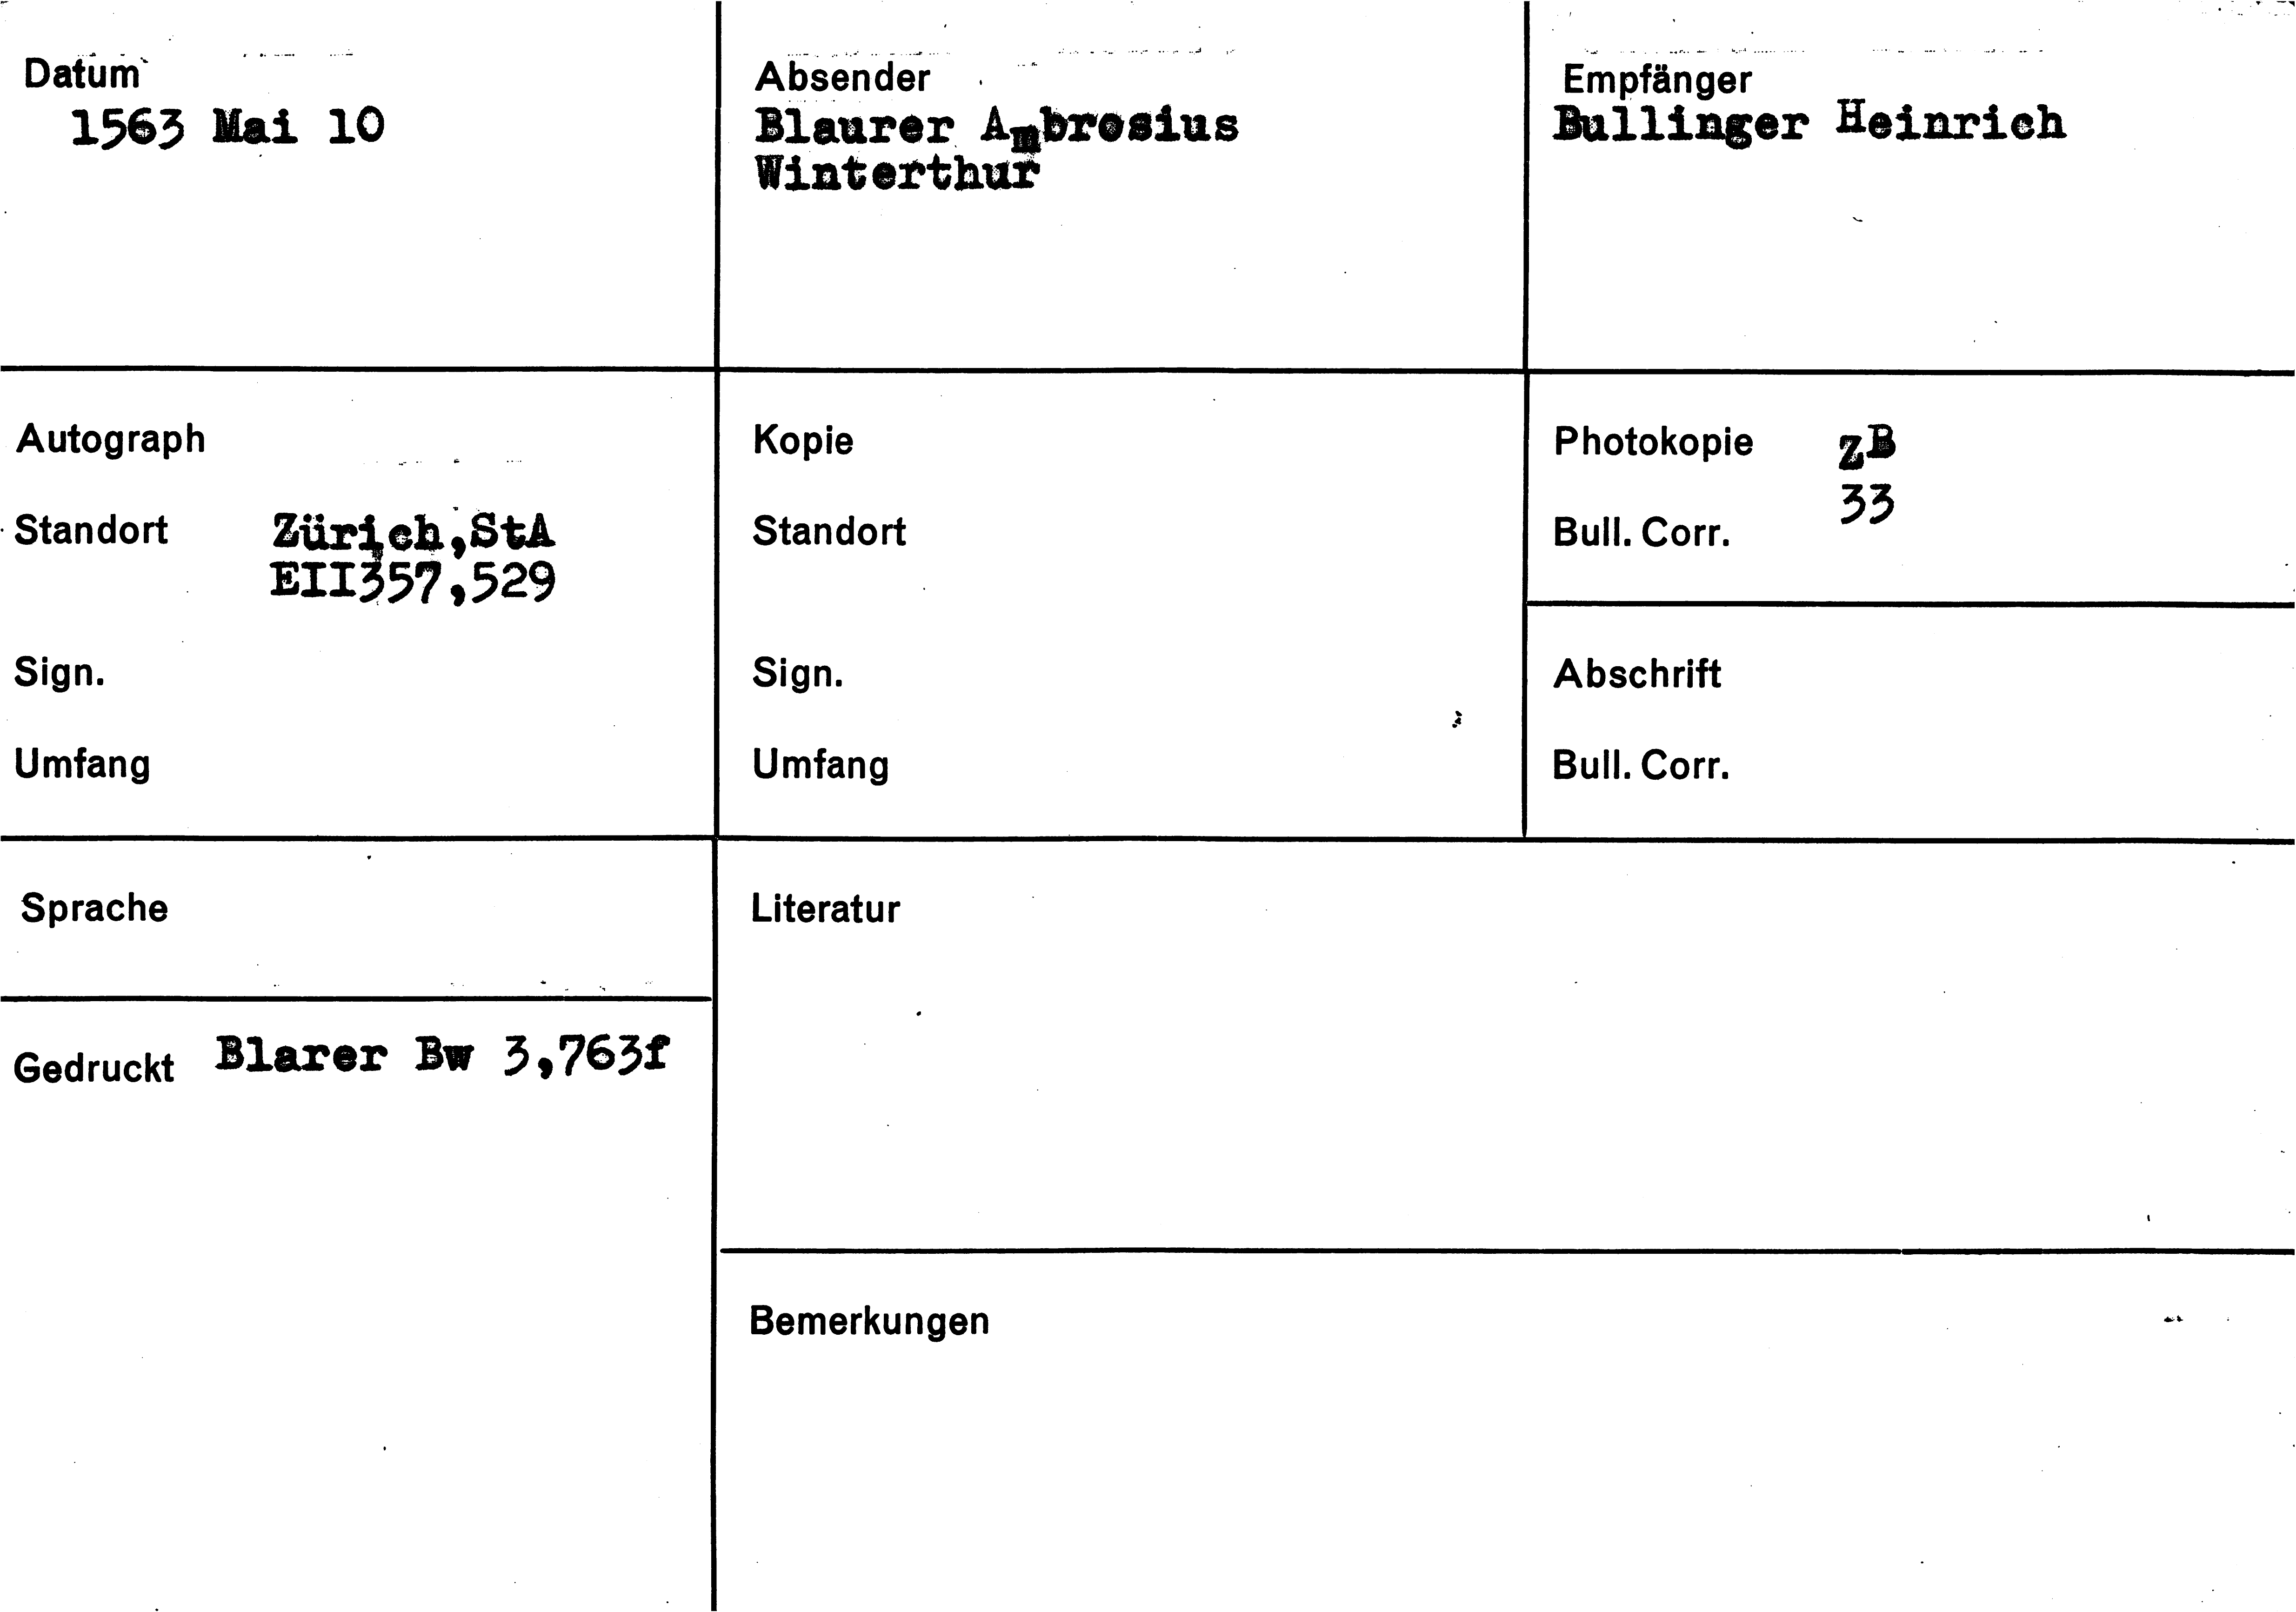 Datum
1563 Mai 10
Absender
Blaurer Ambrosius
Winterthur
Empfänger
Bullinger Heinrich
Autograph
Standort Zürich,StA
EII357,529
Sign.
Umfang
Kopie
Standort
Sign.
Umfang
Photokopie ZB
33
Bull. Corr.
Abschrift
Bull. Corr.
Sprache
Gedruckt Blarer Bw 3,763f
Literatur
Bemerkungen